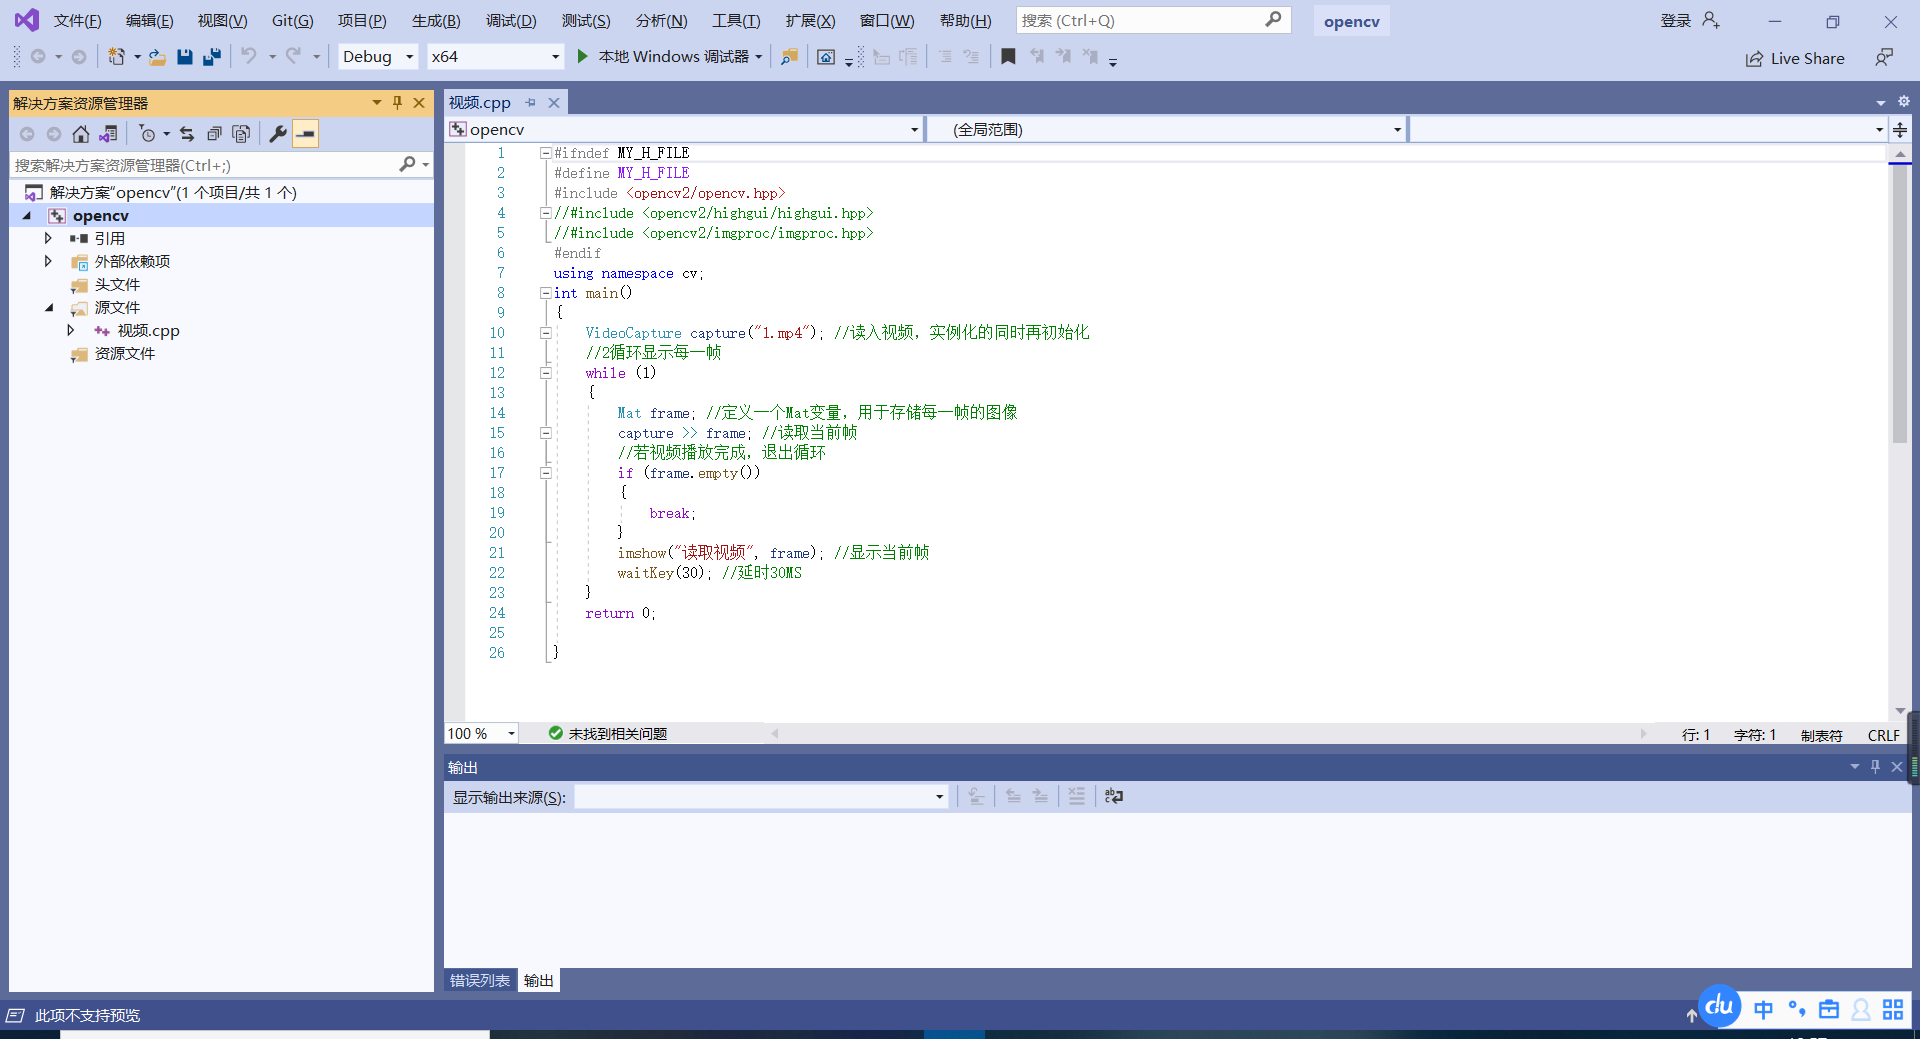 文件(F) 编辑(E) 视图(V) Git(G) 项目(P) 生成(B) 调试(D) 测试(S) 分析(N) 工具(T) 扩展(X) 窗口(W) 帮助(H) 搜索 (Ctrl+Q) opencv 登录
Debug x64 本地 Windows 调试器 Live Share
解决方案资源管理器
搜索解决方案资源管理器(Ctrl+;)
解决方案"opencv"(1 个项目/共 1 个)
opencv
引用
外部依赖项
头文件
源文件
视频.cpp
资源文件
视频.cpp
opencv (全局范围)
1 #ifndef MY_H_FILE
2 #define MY_H_FILE
3 #include <opencv2/opencv.hpp>
4 //#include <opencv2/highgui/highgui.hpp>
5 //#include <opencv2/imgproc/imgproc.hpp>
6 #endif
7 using namespace cv;
8 int main()
9 {
10 VideoCapture capture("1.mp4"); //读入视频，实例化的同时再初始化
11 //2循环显示每一帧
12 while (1)
13 {
14 Mat frame; //定义一个Mat变量，用于存储每一帧的图像
15 capture >> frame; //读取当前帧
16 //若视频播放完成，退出循环
17 if (frame.empty())
18 {
19 break;
20 }
21 imshow("读取视频", frame); //显示当前帧
22 waitKey(30); //延时30MS
23 }
24 return 0;
25
26 }
100 % 未找到相关问题 行: 1 字符: 1 制表符 CRLF
输出
显示输出来源(S):
错误列表 输出
此项不支持预览
du 中